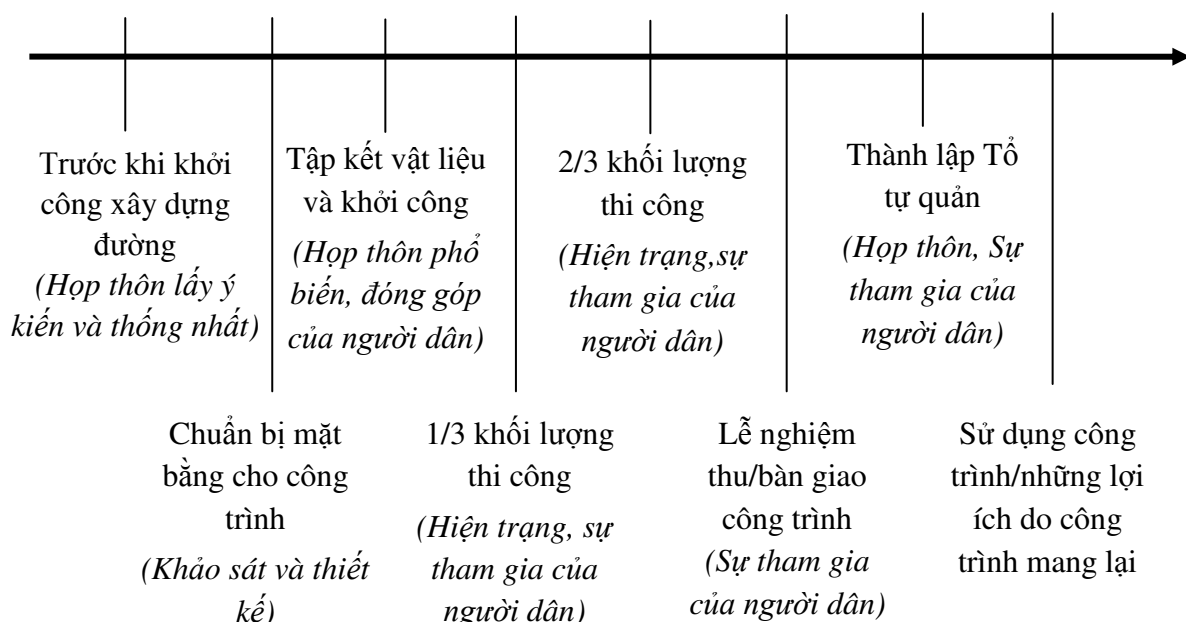 Trước khi khởi
công xây dựng
đường
(Họp thôn lấy ý
kiến và thống nhất)
Chuẩn bị mặt
bằng cho công
trình
(Khảo sát và thiết
kế)
Tập kết vật liệu
và khởi công
(Họp thôn phổ
biến, đóng góp
của người dân)
1/3 khối lượng
thi công
(Hiện trạng, sự
tham gia của
người dân)
2/3 khối lượng
thi công
(Hiện trạng,sự
tham gia của
người dân)
Lễ nghiệm
thu/bàn giao
công trình
(Sự tham gia
của người dân)
Thành lập Tổ
tự quản
(Họp thôn, Sự
tham gia của
người dân)
Sử dụng công
trình/những lợi
ích do công
trình mang lại